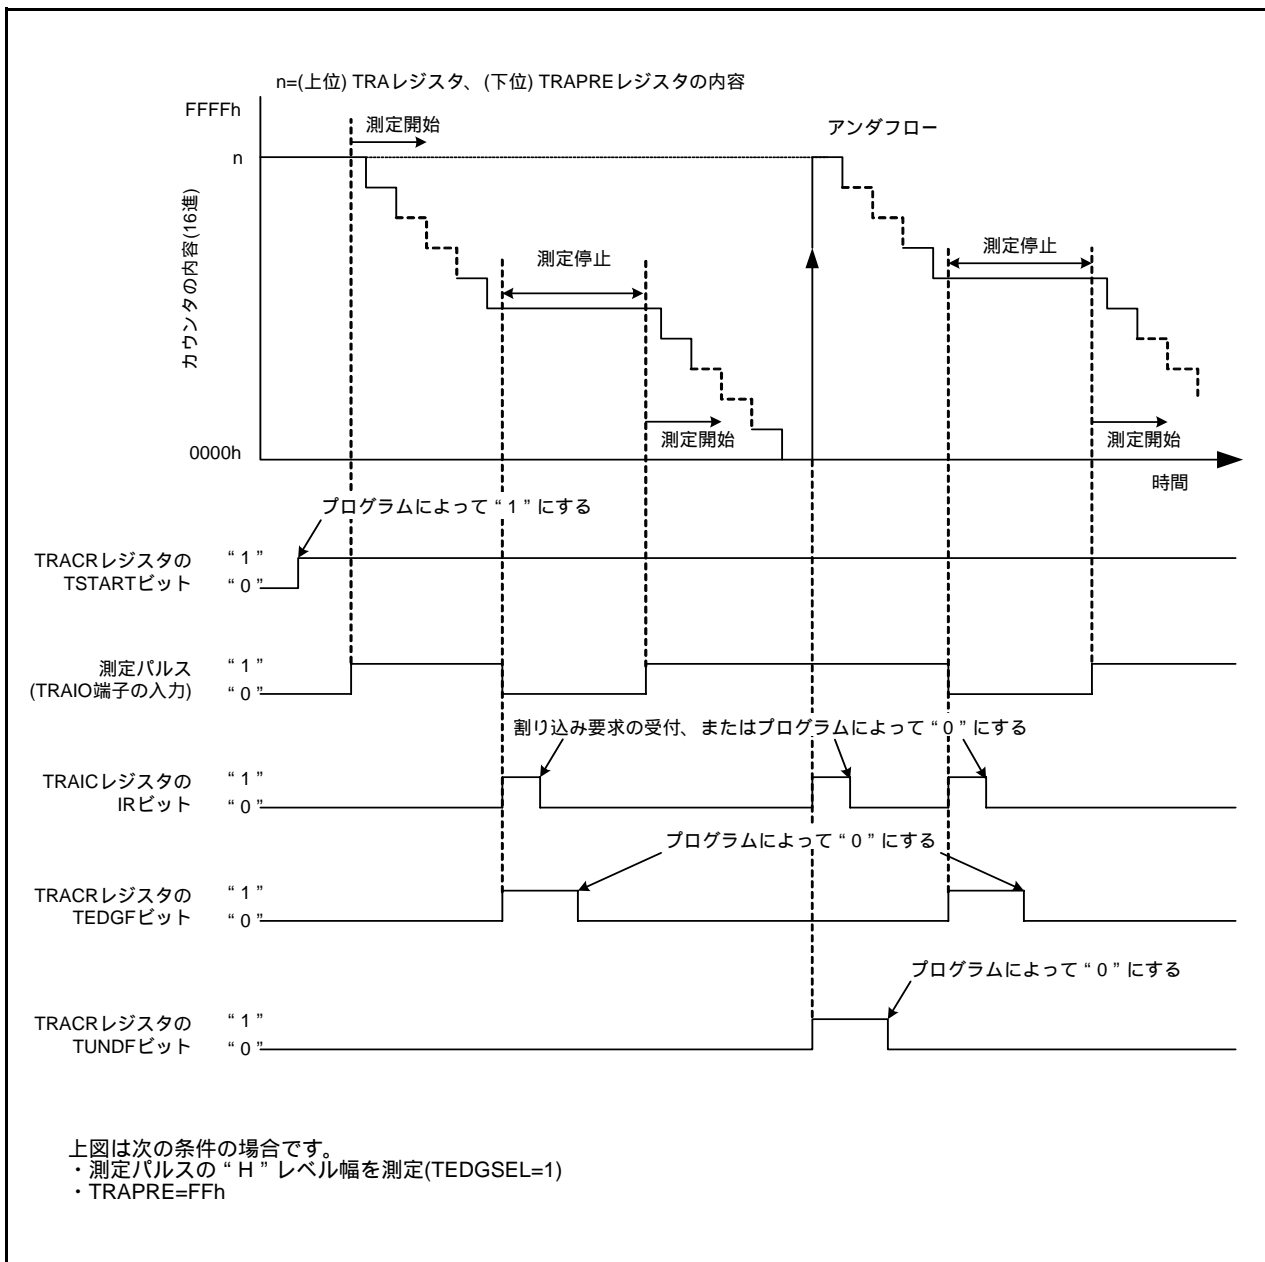 n=(上位) TRAレジスタ、(下位) TRAPREレジスタの内容
FFFFh
測定開始
アンダフロー
n
カウンタの内容(16進)
測定停止
測定停止
測定開始
測定開始
0000h
時間
プログラムによって“1”にする
TRACRレジスタの
TSTARTビット
“1”
“0”
測定パルス
(TRAIO端子の入力)
“1”
“0”
割り込み要求の受付、またはプログラムによって“0”にする
TRAICレジスタの
IRビット
“1”
“0”
プログラムによって“0”にする
TRACRレジスタの
TEDGFビット
“1”
“0”
プログラムによって“0”にする
TRACRレジスタの
TUNDFビット
“1”
“0”
上図は次の条件の場合です。
・測定パルスの“H”レベル幅を測定(TEDGSEL=1)
・TRAPRE=FFh